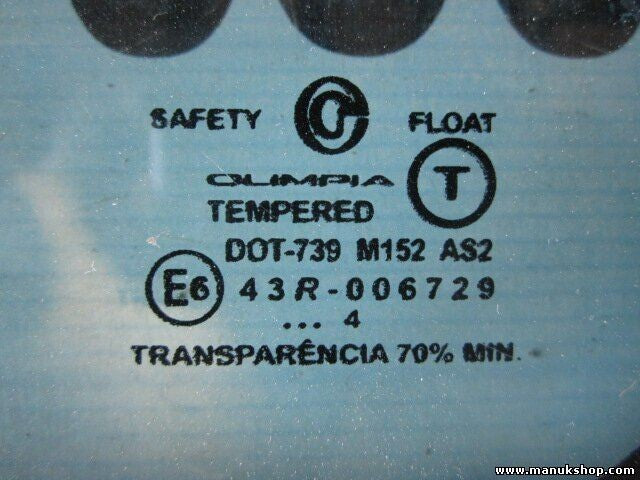 SAFETY FLOAT
OLIMPIA T
TEMPERED
DOT-739 M152 AS2
E6 43R-006729
... 4
TRANSPARÊNCIA 70% MIN.
www.manukshop.com